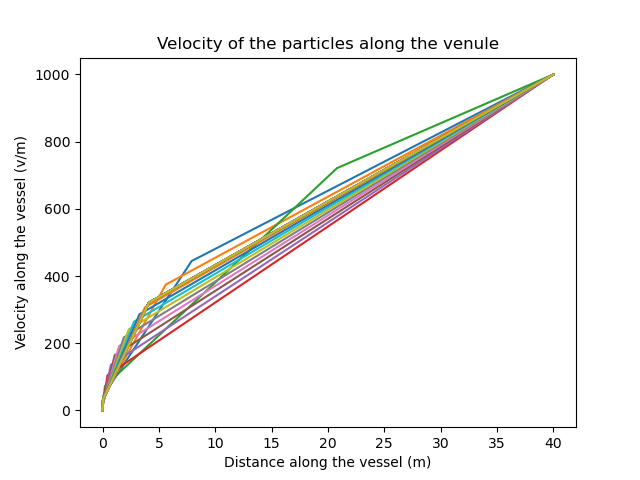 Velocity of the particles along the venule
1000
800
600
400
200
0
Velocity along the vessel (v/m)
0 5 10 15 20 25 30 35 40
Distance along the vessel (m)